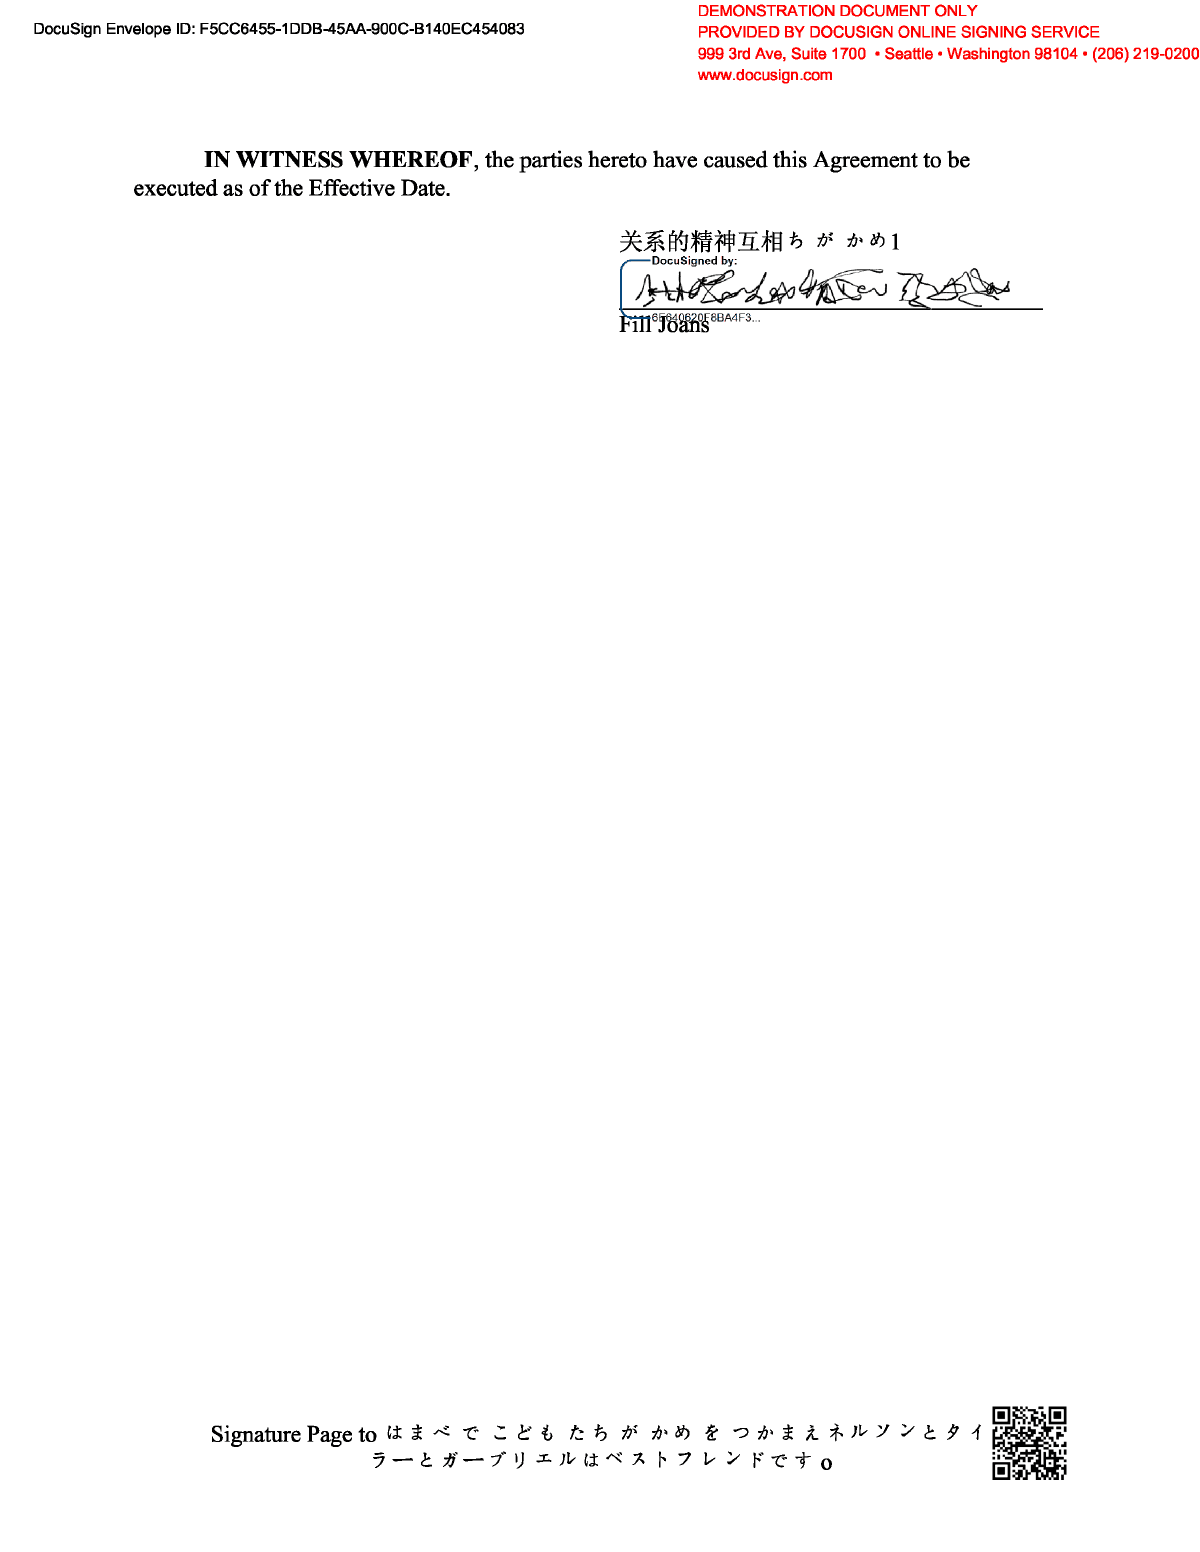 DocuSign Envelope ID: F5CC6455-1DDB-45AA-900C-B140EC454083
DEMONSTRATION DOCUMENT ONLY
PROVIDED BY DOCUSIGN ONLINE SIGNING SERVICE
999 3rd Ave, Suite 1700 • Seattle • Washington 98104 • (206) 219-0200
www.docusign.com
IN WITNESS WHEREOF, the parties hereto have caused this Agreement to be
executed as of the Effective Date.
关系的精神互相ち が かめ1
DocuSigned by:
6E640620F8BA4F3...
Fill Joans
Signature Page to はまべで こども たち が かめ を つかまえネルソンとタイ
ラーとガーブリエルはベストフレンドです o